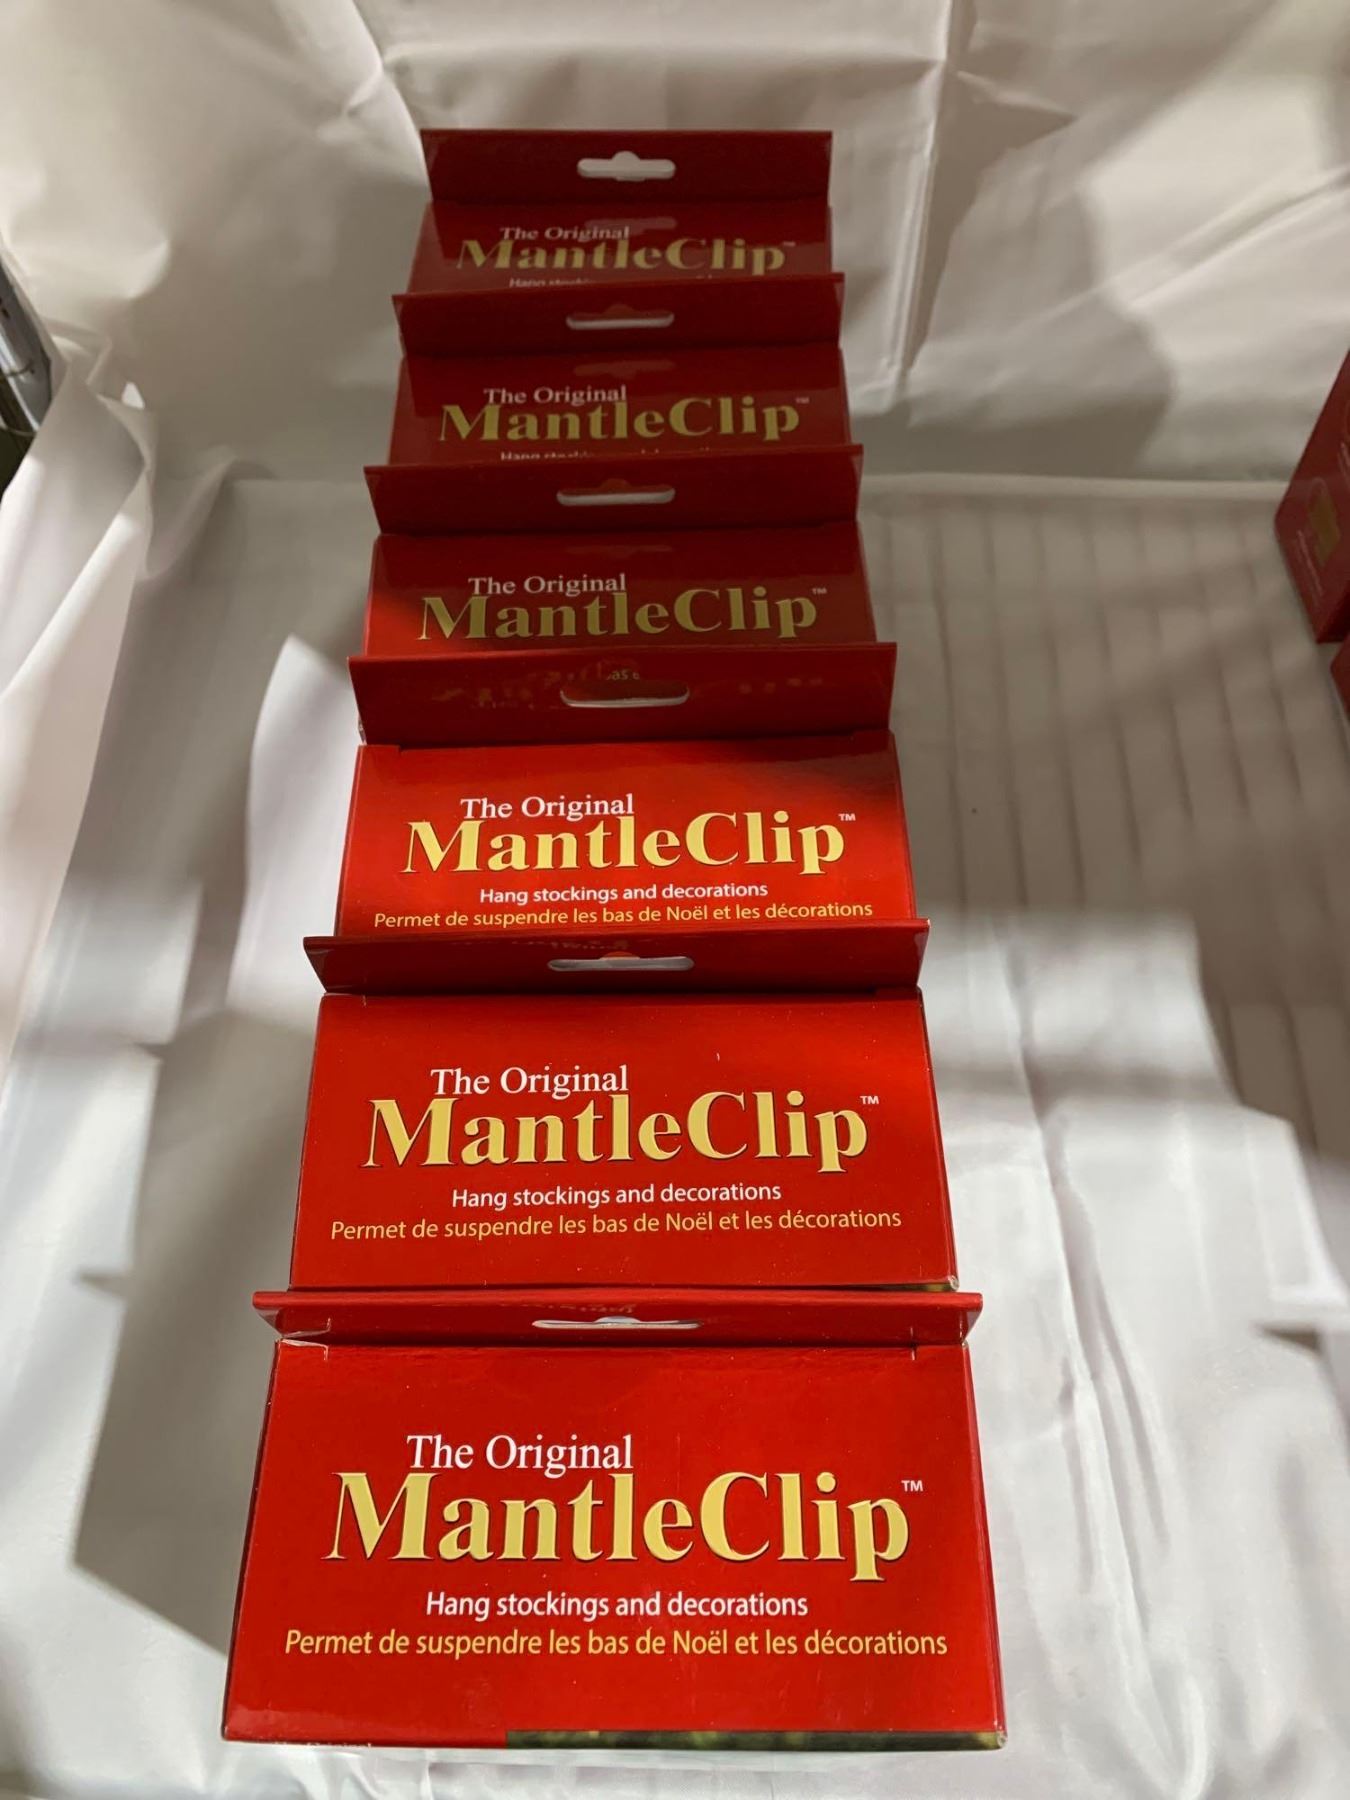 The Original
MantleClip™
Hang
The Original
MantleClip™
Hang
The Original
MantleClip™
The Original
MantleClip™
Hang stockings and decorations
Permet de suspendre les bas de Noël et les décorations
The Original
MantleClip™
Hang stockings and decorations
Permet de suspendre les bas de Noël et les décorations
The Original
MantleClip™
Hang stockings and decorations
Permet de suspendre les bas de Noël et les décorations